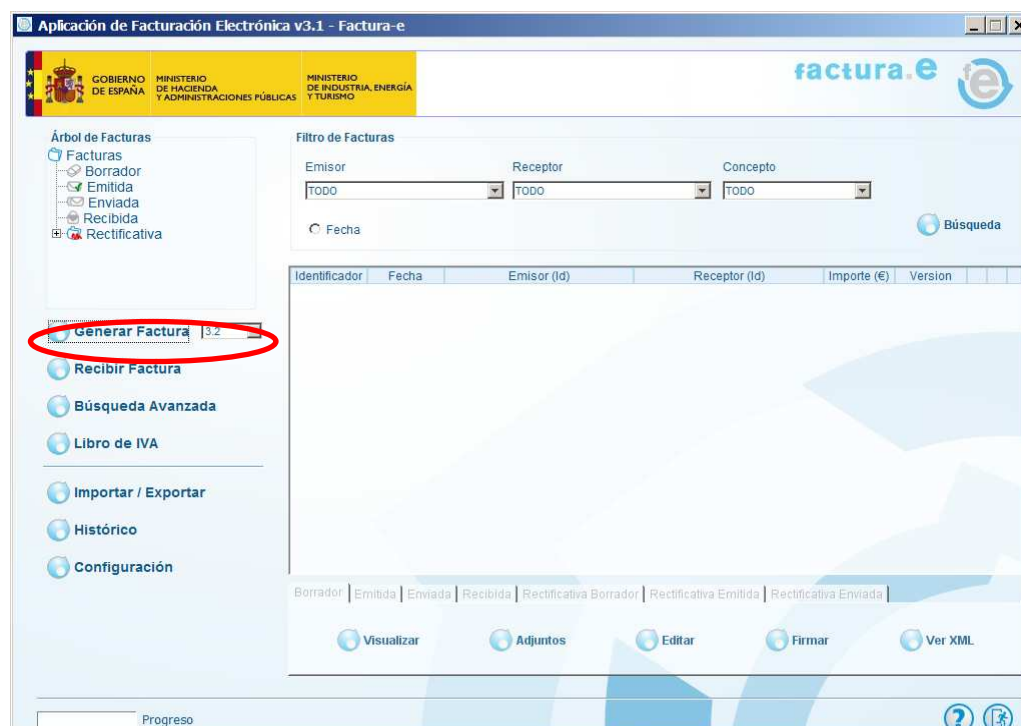 Aplicación de Facturación Electrónica v3.1 - Factura-e
GOBIERNO
DE ESPAÑA
MINISTERIO
DE HACIENDA
Y ADMINISTRACIONES PÚBLICAS
MINISTERIO
DE INDUSTRIA, ENERGÍA
Y TURISMO
factura.e
fe
Árbol de Facturas
Facturas
Borrador
Emitida
Enviada
Recibida
Rectificativa
Filtro de Facturas
Emisor Receptor Concepto
TODO TODO TODO
Fecha
Búsqueda
Identificador Fecha Emisor (Id) Receptor (Id) Importe (€) Version
Generar Factura 3.2
Recibir Factura
Búsqueda Avanzada
Libro de IVA
Importar / Exportar
Histórico
Configuración
Borrador Emitida Enviada Recibida Rectificativa Borrador Rectificativa Emitida Rectificativa Enviada
Visualizar Adjuntos Editar Firmar Ver XML
Progreso
?